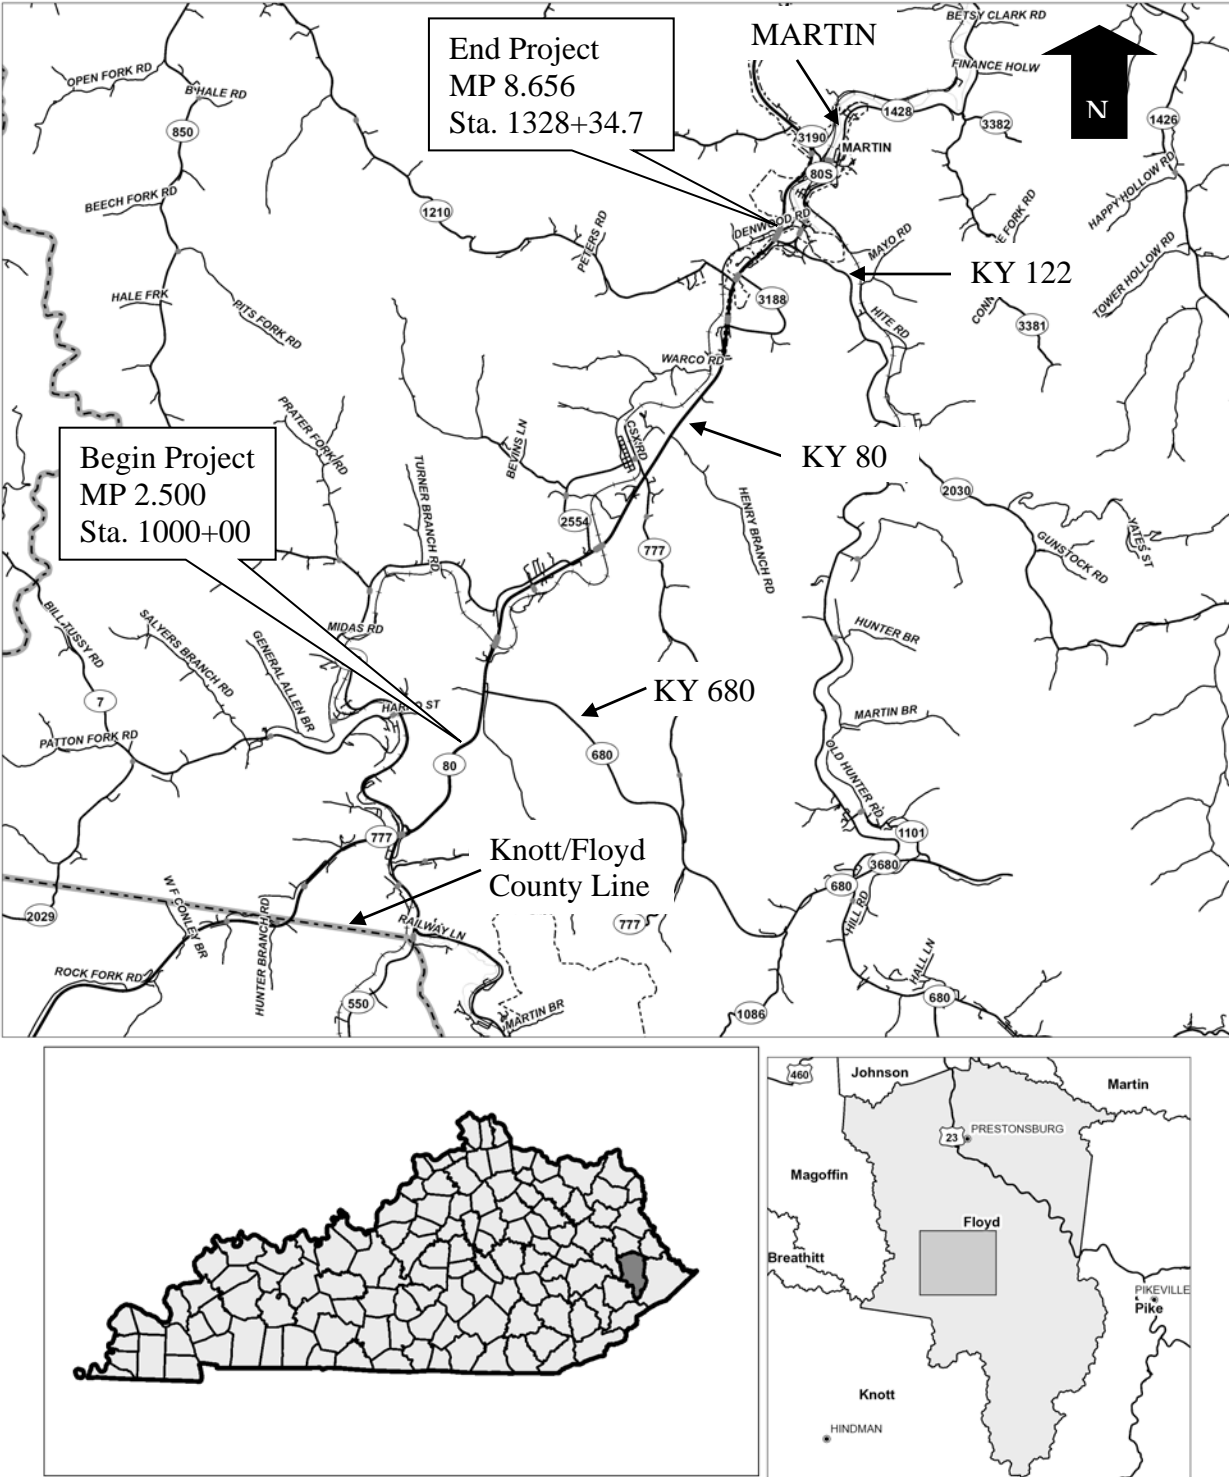 BETSY CLARK RD
End Project
MP 8.656
Sta. 1328+34.7
MARTIN
N
OPEN FORK RD
B HALE RD
FINANCE HOLW
850
3190
1428
3382
1426
MARTIN
80S
BEECH FORK RD
1210
PETERS RD
DENWOOD RD
MAYO RD
E FORK RD
HAPPY HOLLOW RD
KY 122
HALE FRK
PITS FORK RD
3188
HITE RD
CONN
3381
TOWER HOLLOW RD
WARCO RD
PRATER FORK RD
BEVINS LN
CSX RD
KY 80
Begin Project
MP 2.500
Sta. 1000+00
TURNER BRANCH RD
2554
777
HENRY BRANCH RD
2030
GUNSTOCK RD
YATES ST
BILL TUSSY RD
SALYERS BRANCH RD
GENERAL ALLEN BR
MIDAS RD
HUNTER BR
7
PATTON FORK RD
HAROO ST
KY 680
80
680
MARTIN BR
OLD HUNTER RD
777
Knott/Floyd
County Line
1101
3680
680
2029
W F CONLEY BR
HUNTER BRANCH RD
RAILWAY LN
777
HILL RD
HALL LN
ROCK FORK RD
550
MARTIN BR
1086
680
460
Johnson
Martin
23
PRESTONSBURG
Magoffin
Floyd
Breathitt
PIKEVILLE
Pike
Knott
HINDMAN